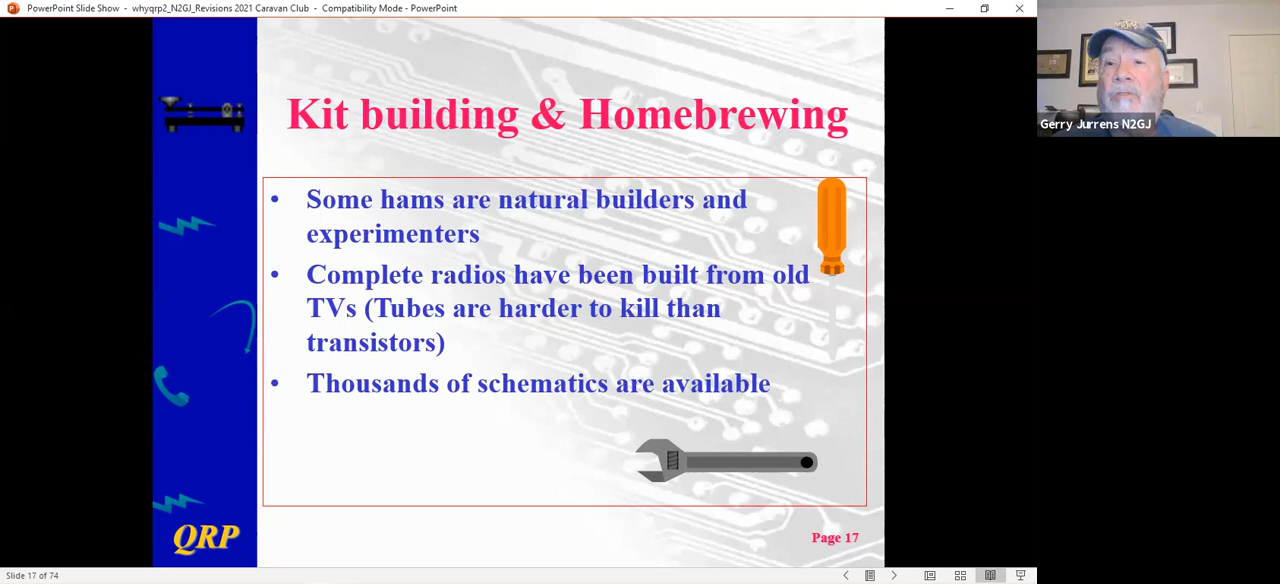 PowerPoint Slide Show - whyqrp2_N2GJ_Revisions 2021 Caravan Club - Compatibility Mode - PowerPoint
Gerry Jurrens N2GJ
Kit building & Homebrewing
• Some hams are natural builders and
experimenters
• Complete radios have been built from old
TVs (Tubes are harder to kill than
transistors)
• Thousands of schematics are available
QRP
Page 17
Slide 17 of 74